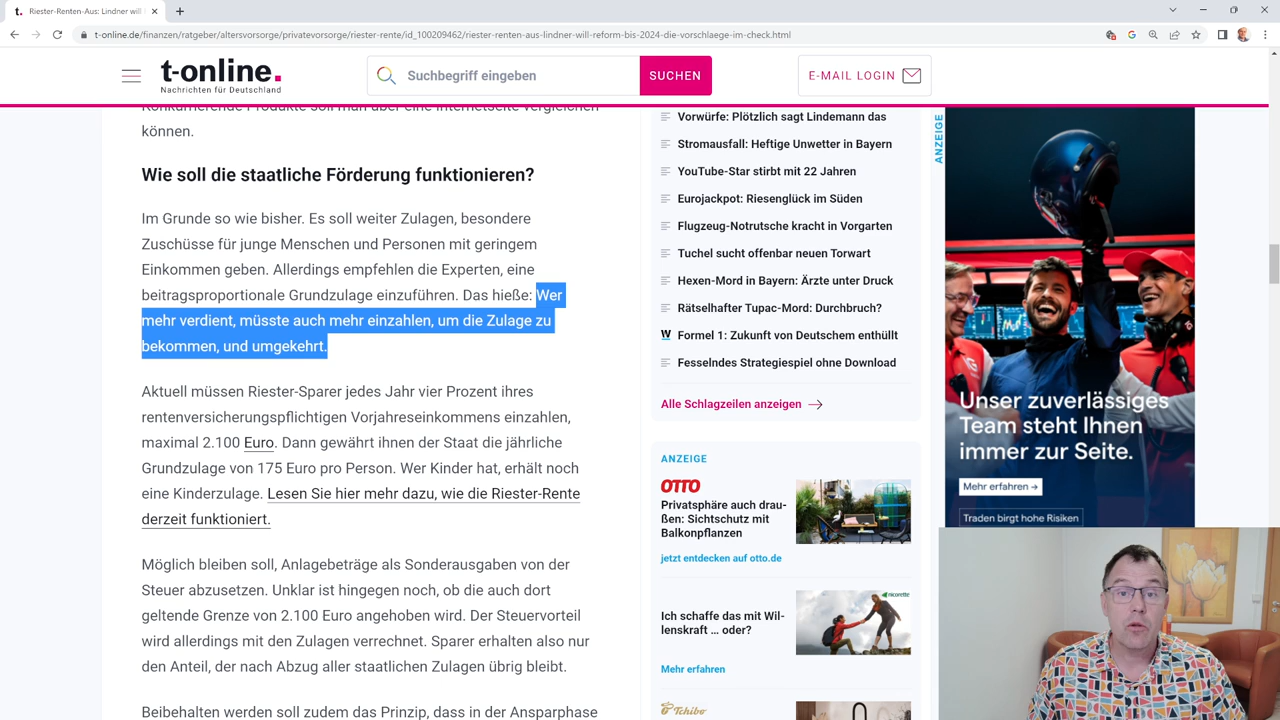 Riester-Renten-Aus: Lindner will
t-online.de/finanzen/ratgeber/altersvorsorge/privatevorsorge/riester-rente/id_100209462/riester-renten-aus-lindner-will-reform-bis-2024-die-vorschlaege-im-check.html
t-online.
Nachrichten für Deutschland
Suchbegriff eingeben
SUCHEN
E-MAIL LOGIN
Konkurrierende Produkte soll man über eine Internetseite vergleichen
können.
Wie soll die staatliche Förderung funktionieren?
Im Grunde so wie bisher. Es soll weiter Zulagen, besondere
Zuschüsse für junge Menschen und Personen mit geringem
Einkommen geben. Allerdings empfehlen die Experten, eine
beitragsproportionale Grundzulage einzuführen. Das hieße: Wer
mehr verdient, müsste auch mehr einzahlen, um die Zulage zu
bekommen, und umgekehrt.
Aktuell müssen Riester-Sparer jedes Jahr vier Prozent ihres
rentenversicherungspflichtigen Vorjahreseinkommens einzahlen,
maximal 2.100 Euro. Dann gewährt ihnen der Staat die jährliche
Grundzulage von 175 Euro pro Person. Wer Kinder hat, erhält noch
eine Kinderzulage. Leser Sie hier mehr dazu, wie die Riester-Rente
derzeit funktioniert.
Möglich bleiben soll, Anlagebeträge als Sonderausgaben von der
Steuer abzusetzen. Unklar ist hingegen noch, ob die auch dort
geltende Grenze von 2.100 Euro angehoben wird. Der Steuervorteil
wird allerdings mit den Zulagen verrechnet. Sparer erhalten also nur
den Anteil, der nach Abzug aller staatlichen Zulagen übrig bleibt.
Beibehalten werden soll zudem das Prinzip, dass in der Ansparphase
Vorwürfe: Plötzlich sagt Lindemann das
Stromausfall: Heftige Unwetter in Bayern
YouTube-Star stirbt mit 22 Jahren
Eurojackpot: Riesenglück im Süden
Flugzeug-Notrutsche kracht in Vorgarten
Tuchel sucht offenbar neuen Torwart
Hexen-Mord in Bayern: Ärzte unter Druck
Rätselhafter Tupac-Mord: Durchbruch?
W Formel 1: Zukunft von Deutschem enthüllt
Fesselndes Strategiespiel ohne Download
Alle Schlagzeilen anzeigen
ANZEIGE
OTTO
Privatsphäre auch drau-
ßen: Sichtschutz mit
Balkonpflanzen
jetzt entdecken auf otto.de
nicorette
Ich schaffe das mit Wil-
lenskraft … oder?
Mehr erfahren
Tchibo
ANZEIGE
Unser zuverlässiges
Team steht Ihnen
immer zur Seite.
Mehr erfahren →
Traden birgt hohe Risiken